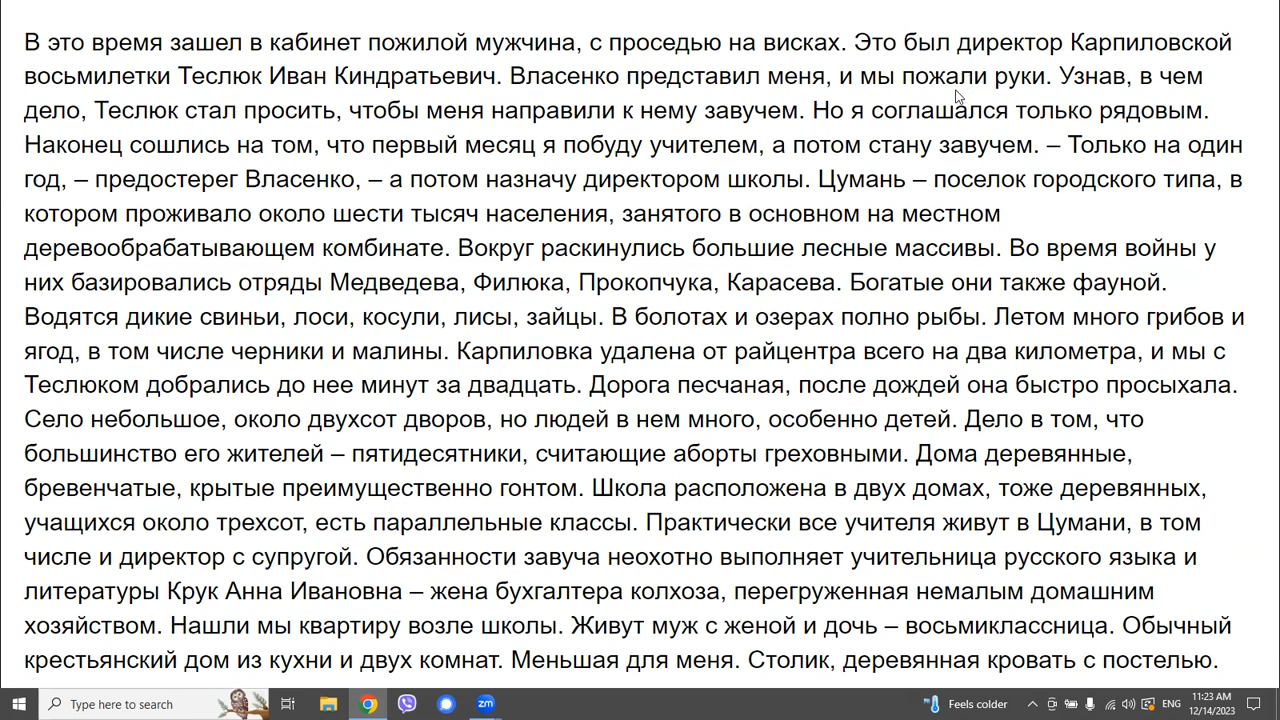 В это время зашел в кабинет пожилой мужчина, с проседью на висках. Это был директор Карпиловской
восьмилетки Теслюк Иван Киндратьевич. Власенко представил меня, и мы пожали руки. Узнав, в чем
дело, Теслюк стал просить, чтобы меня направили к нему завучем. Но я соглашался только рядовым.
Наконец сошлись на том, что первый месяц я побуду учителем, а потом стану завучем. – Только на один
год, – предостерег Власенко, – а потом назначу директором школы. Цумань – поселок городского типа, в
котором проживало около шести тысяч населения, занятого в основном на местном
деревообрабатывающем комбинате. Вокруг раскинулись большие лесные массивы. Во время войны у
них базировались отряды Медведева, Филюка, Прокопчука, Карасева. Богатые они также фауной.
Водятся дикие свиньи, лоси, косули, лисы, зайцы. В болотах и озерах полно рыбы. Летом много грибов и
ягод, в том числе черники и малины. Карпиловка удалена от райцентра всего на два километра, и мы с
Теслюком добрались до нее минут за двадцать. Дорога песчаная, после дождей она быстро просыхала.
Село небольшое, около двухсот дворов, но людей в нем много, особенно детей. Дело в том, что
большинство его жителей – пятидесятники, считающие аборты греховными. Дома деревянные,
бревенчатые, крытые преимущественно гонтом. Школа расположена в двух домах, тоже деревянных,
учащихся около трехсот, есть параллельные классы. Практически все учителя живут в Цумани, в том
числе и директор с супругой. Обязанности завуча неохотно выполняет учительница русского языка и
литературы Крук Анна Ивановна – жена бухгалтера колхоза, перегруженная немалым домашним
хозяйством. Нашли мы квартиру возле школы. Живут муж с женой и дочь – восьмиклассница. Обычный
крестьянский дом из кухни и двух комнат. Меньшая для меня. Столик, деревянная кровать с постелью.
Type here to search
zm
Feels colder
ENG
11:23 AM
12/14/2023